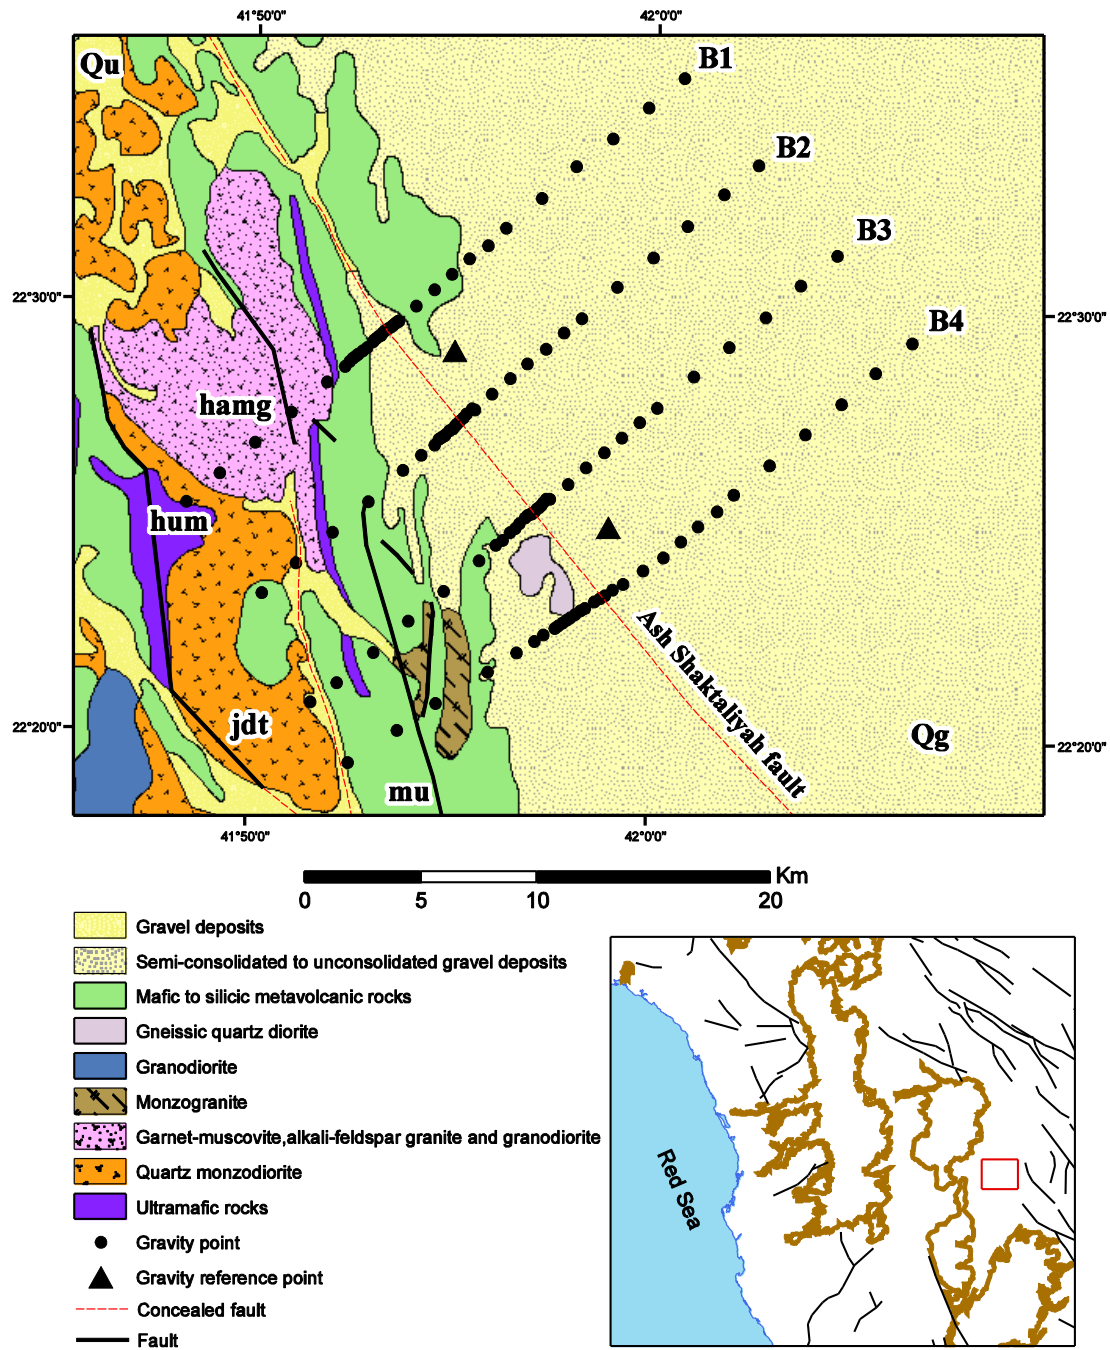 41°50'0"
42°0'0"
Qu
B1
B2
B3
B4
22°30'0"
22°30'0"
hamg
hum
Ash Shaktaliyah fault
jdt
Qg
22°20'0"
22°20'0"
mu
41°50'0"
42°0'0"
Km
0 5 10 20
Gravel deposits
Semi-consolidated to unconsolidated gravel deposits
Mafic to silicic metavolcanic rocks
Gneissic quartz diorite
Granodiorite
Monzogranite
Garnet-muscovite,alkali-feldspar granite and granodiorite
Quartz monzodiorite
Ultramafic rocks
Gravity point
Gravity reference point
Concealed fault
Fault
Red Sea